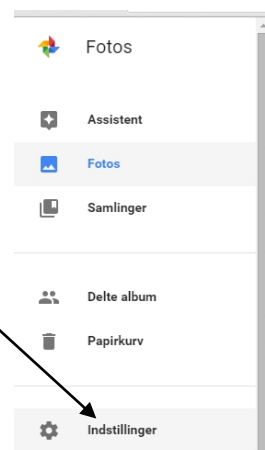 Fotos
Assistent
Fotos
Samlinger
Delte album
Papirkurv
Indstillinger